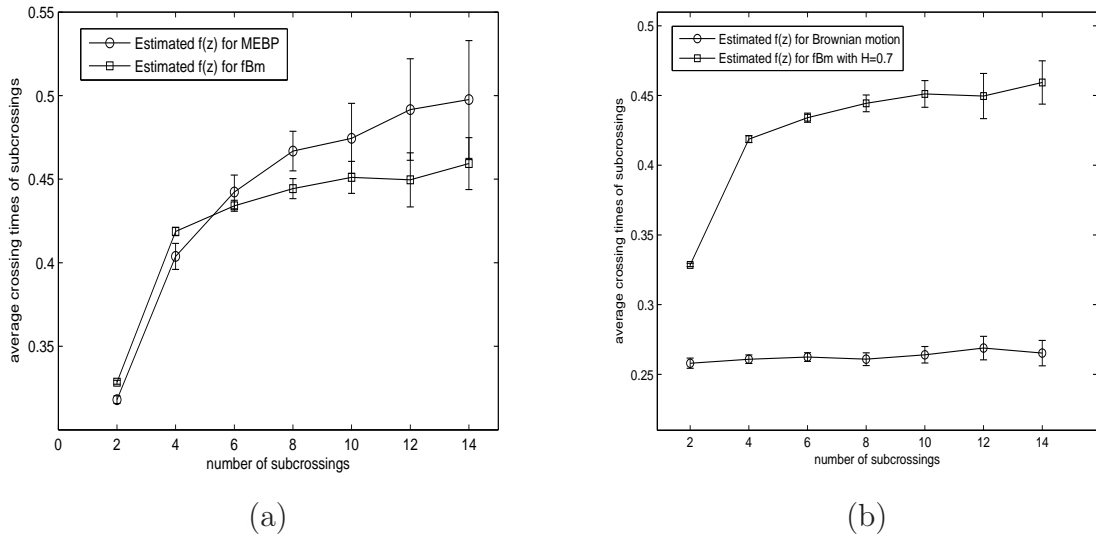 0.55
0.5
0.45
0.4
0.35
0 2 4 6 8 10 12 14
number of subcrossings
average crossing times of subcrossings
Estimated f(z) for MEBP
Estimated f(z) for fBm
(a)
0.5
0.45
0.4
0.35
0.3
0.25
2 4 6 8 10 12 14
number of subcrossings
average crossing times of subcrossings
Estimated f(z) for Brownian motion
Estimated f(z) for fBm with H=0.7
(b)